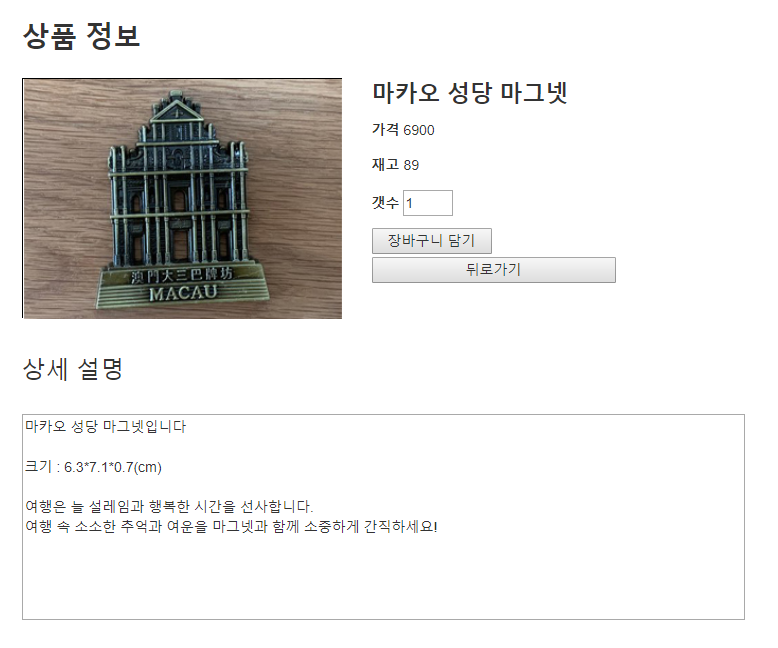 상품 정보
마카오 성당 마그넷
가격 6900
재고 89
갯수 1
장바구니 담기
뒤로가기
澳門大三巴牌坊
MACAU
상세 설명
마카오 성당 마그넷입니다
크기 : 6.3*7.1*0.7(cm)
여행은 늘 설레임과 행복한 시간을 선사합니다.
여행 속 소소한 추억과 여운을 마그넷과 함께 소중하게 간직하세요!